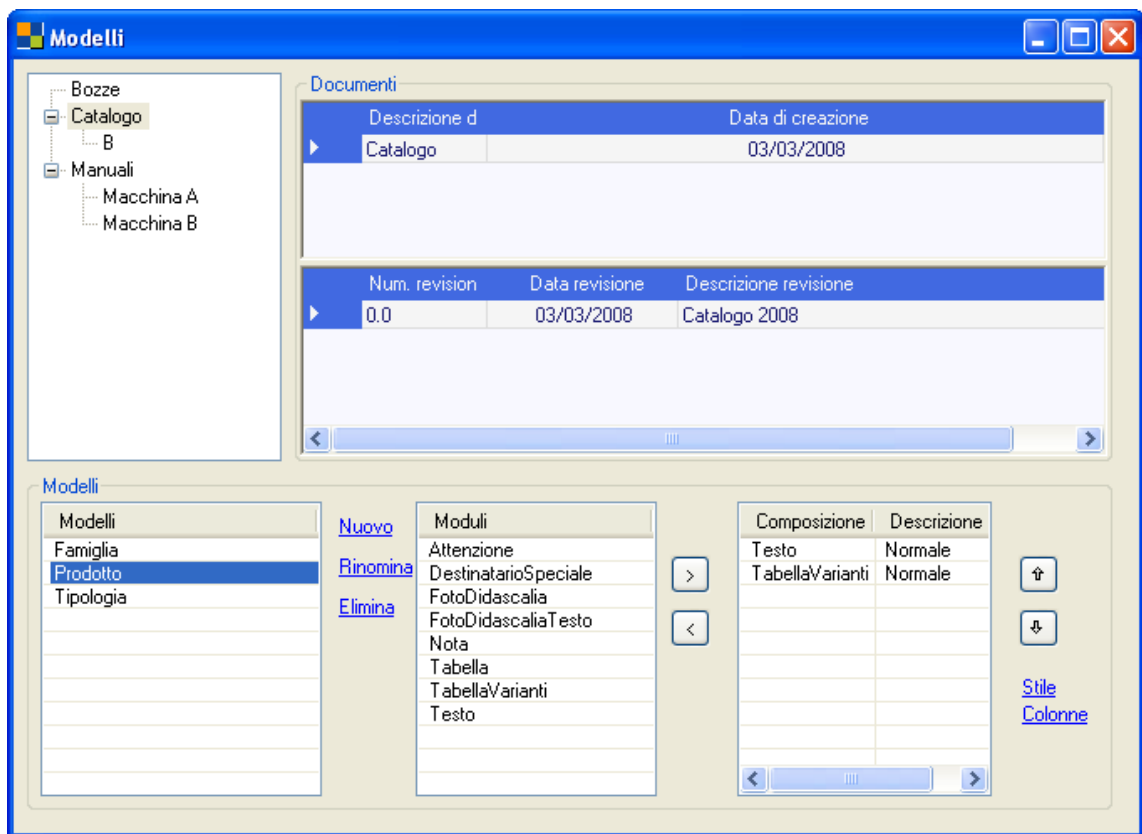 Modelli
Bozze
Catalogo
B
Manuali
Macchina A
Macchina B
Documenti
Descrizione d Data di creazione
Catalogo 03/03/2008
Num. revision Data revisione Descrizione revisione
0.0 03/03/2008 Catalogo 2008
Modelli
Modelli
Famiglia
Prodotto
Tipologia
Nuovo
Rinomina
Elimina
Moduli
Attenzione
DestinatarioSpeciale
FotoDidascalia
FotoDidascaliaTesto
Nota
Tabella
TabellaVarianti
Testo
>
<
Composizione Descrizione
Testo Normale
TabellaVarianti Normale
Stile
Colonne